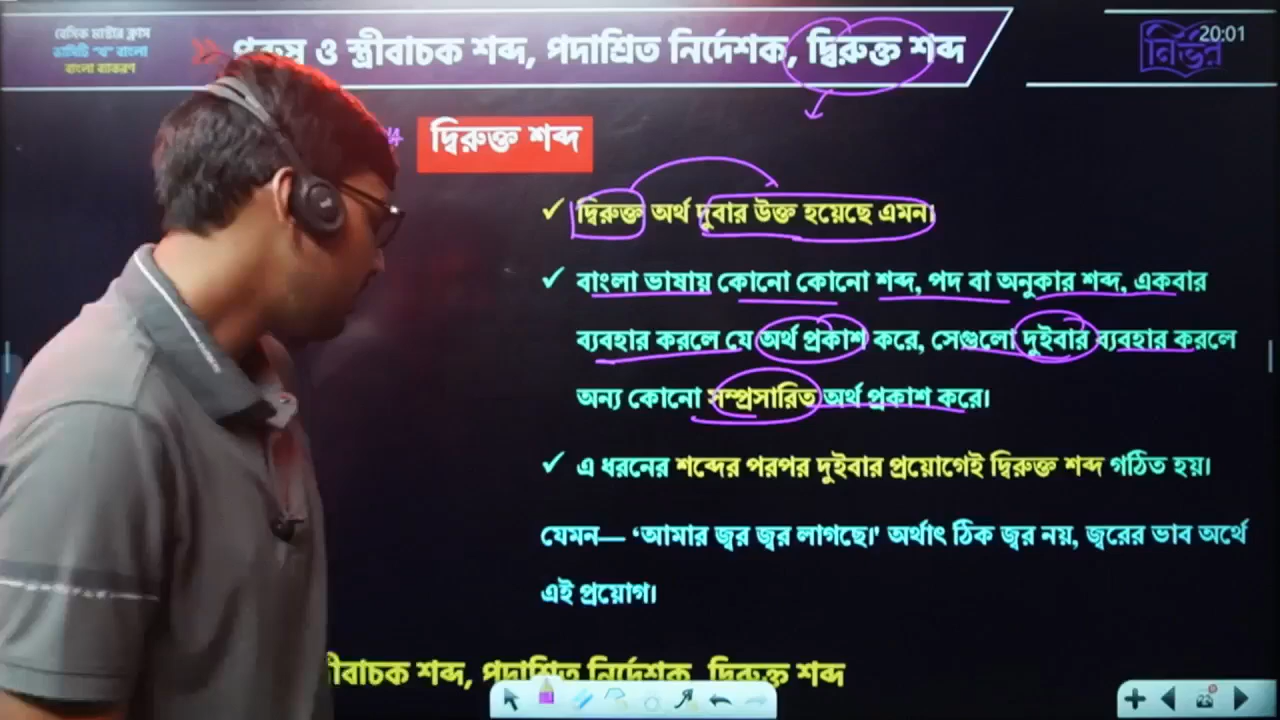 বেসিক মাস্টার ক্লাস
ভার্সিটি "খ" বাংলা
বাংলা ব্যাকরণ
পুরুষ ও স্ত্রীবাচক শব্দ, পদাশ্রিত নির্দেশক, দ্বিরুক্ত শব্দ
নির্ভর
20:01
দ্বিরুক্ত শব্দ
✓ দ্বিরুক্ত অর্থ দুবার উক্ত হয়েছে এমন।
✓ বাংলা ভাষায় কোনো কোনো শব্দ, পদ বা অনুকার শব্দ, একবার
ব্যবহার করলে যে অর্থ প্রকাশ করে, সেগুলো দুইবার ব্যবহার করলে
অন্য কোনো সম্প্রসারিত অর্থ প্রকাশ করে।
✓ এ ধরনের শব্দের পরপর দুইবার প্রয়োগেই দ্বিরুক্ত শব্দ গঠিত হয়।
যেমন— ‘আমার জ্বর জ্বর লাগছে।' অর্থাৎ ঠিক জ্বর নয়, জ্বরের ভাব অর্থে
এই প্রয়োগ।
স্ত্রীবাচক শব্দ, পদাশ্রিত নির্দেশক, দ্বিরুক্ত শব্দ